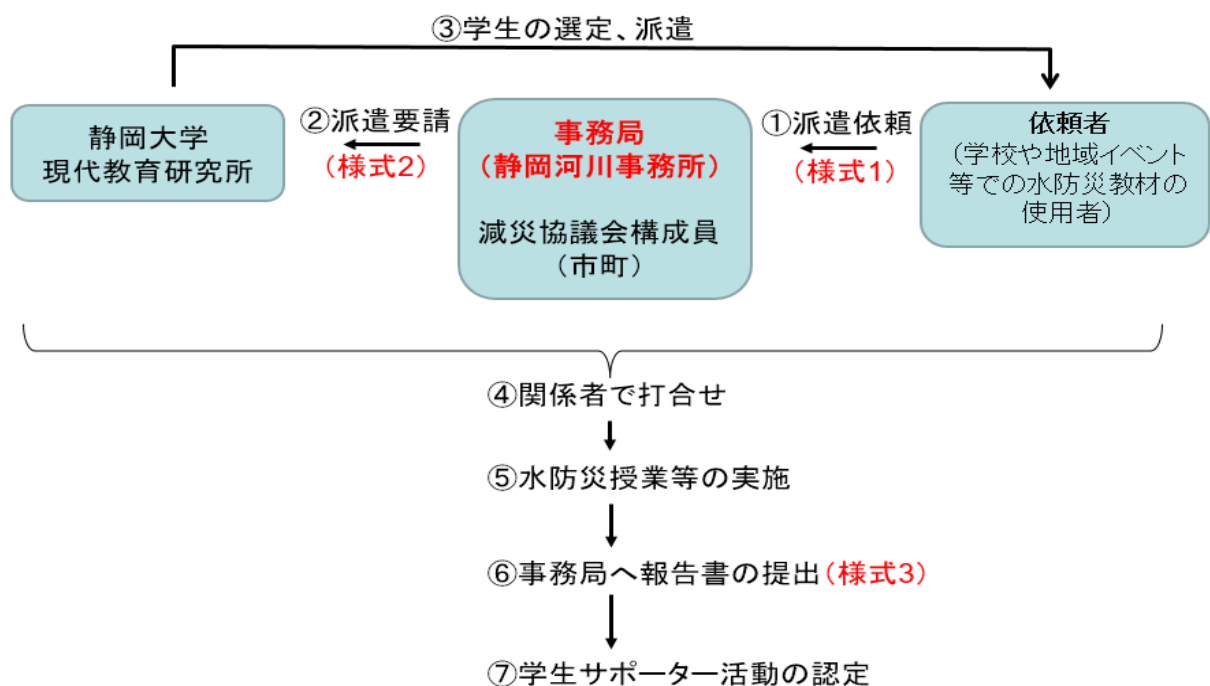 ③学生の選定、派遣
静岡大学
現代教育研究所
②派遣要請
(様式2)
事務局
(静岡河川事務所)
減災協議会構成員
(市町)
①派遣依頼
(様式1)
依頼者
(学校や地域イベント
等での水防災教材の
使用者)
④関係者で打合せ
⑤水防災授業等の実施
⑥事務局へ報告書の提出(様式3)
⑦学生サポーター活動の認定